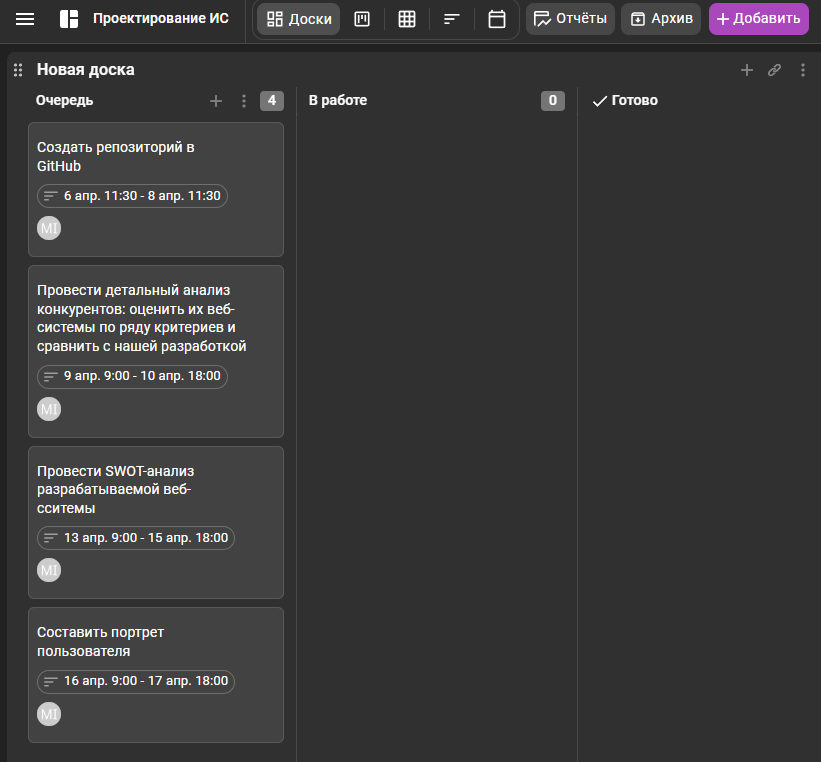 Проектирование ИС
Доски
Отчёты
Архив
Добавить
Новая доска
Очередь
4
В работе
0
Готово
Создать репозиторий в
GitHub
6 апр. 11:30 - 8 апр. 11:30
MI
Провести детальный анализ
конкурентов: оценить их веб-
системы по ряду критериев и
сравнить с нашей разработкой
9 апр. 9:00 - 10 апр. 18:00
MI
Провести SWOT-анализ
разрабатываемой веб-
сситемы
13 апр. 9:00 - 15 апр. 18:00
MI
Составить портрет
пользователя
16 апр. 9:00 - 17 апр. 18:00
MI